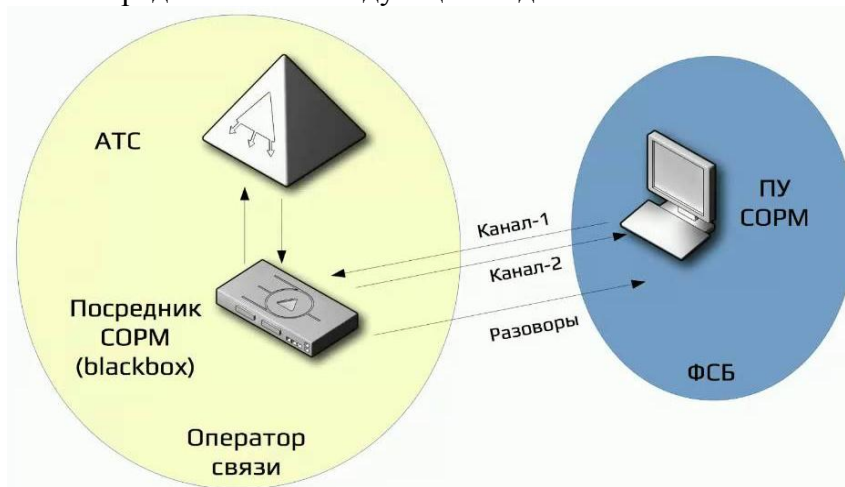 АТС
Посредник
СОРМ
(blackbox)
Оператор
связи
Канал-1
Канал-2
Разоворы
ПУ
СОРМ
ФСБ